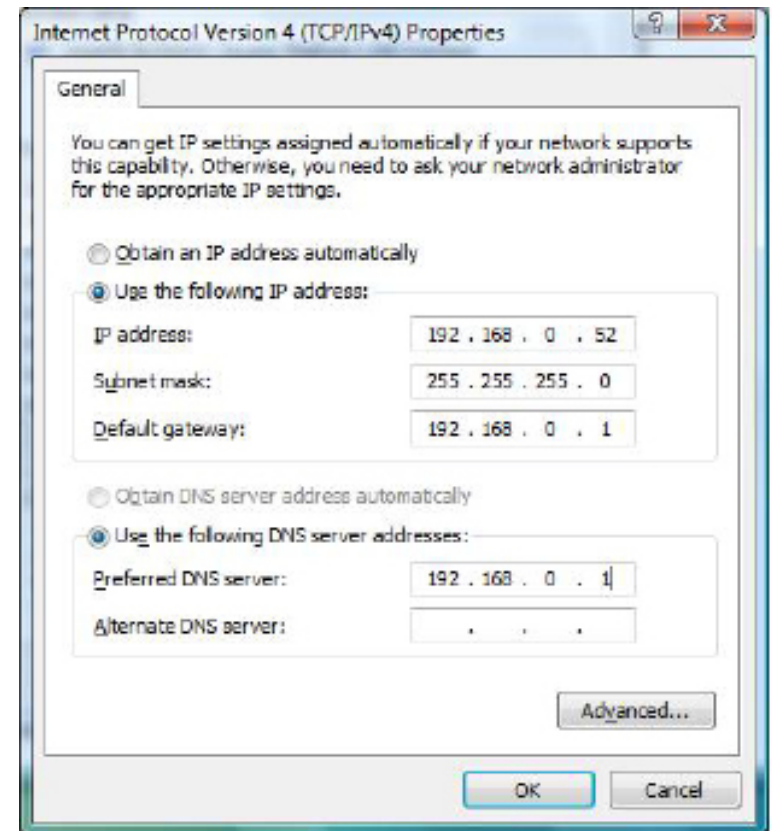 Internet Protocol Version 4 (TCP/IPv4) Properties
General
You can get IP settings assigned automatically if your network supports
this capability. Otherwise, you need to ask your network administrator
for the appropriate IP settings.
Obtain an IP address automatically
Use the following IP address:
IP address: 192 . 168 . 0 . 52
Subnet mask: 255 . 255 . 255 . 0
Default gateway: 192 . 168 . 0 . 1
Obtain DNS server address automatically
Use the following DNS server addresses:
Preferred DNS server: 192 . 168 . 0 . 1
Alternate DNS server: . . .
Advanced...
OK Cancel